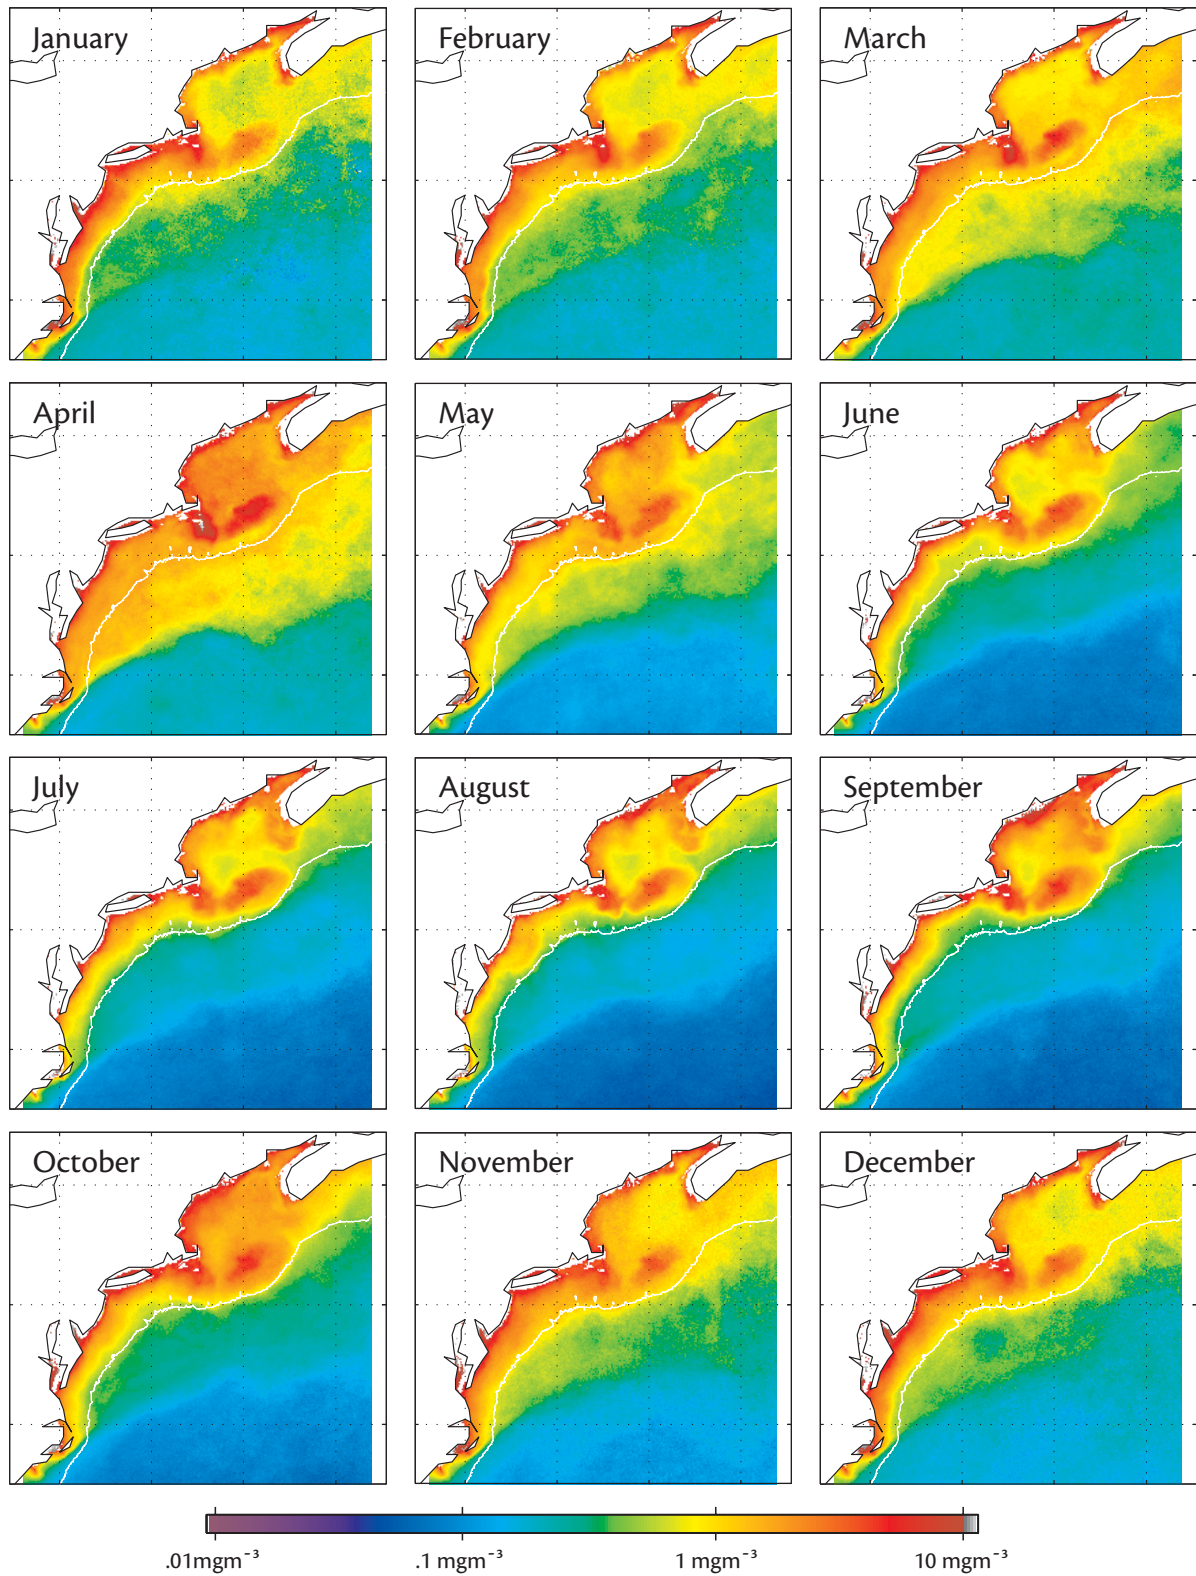 January
February
March
April
May
June
July
August
September
October
November
December
.01mgm⁻³
.1 mgm⁻³
1 mgm⁻³
10 mgm⁻³